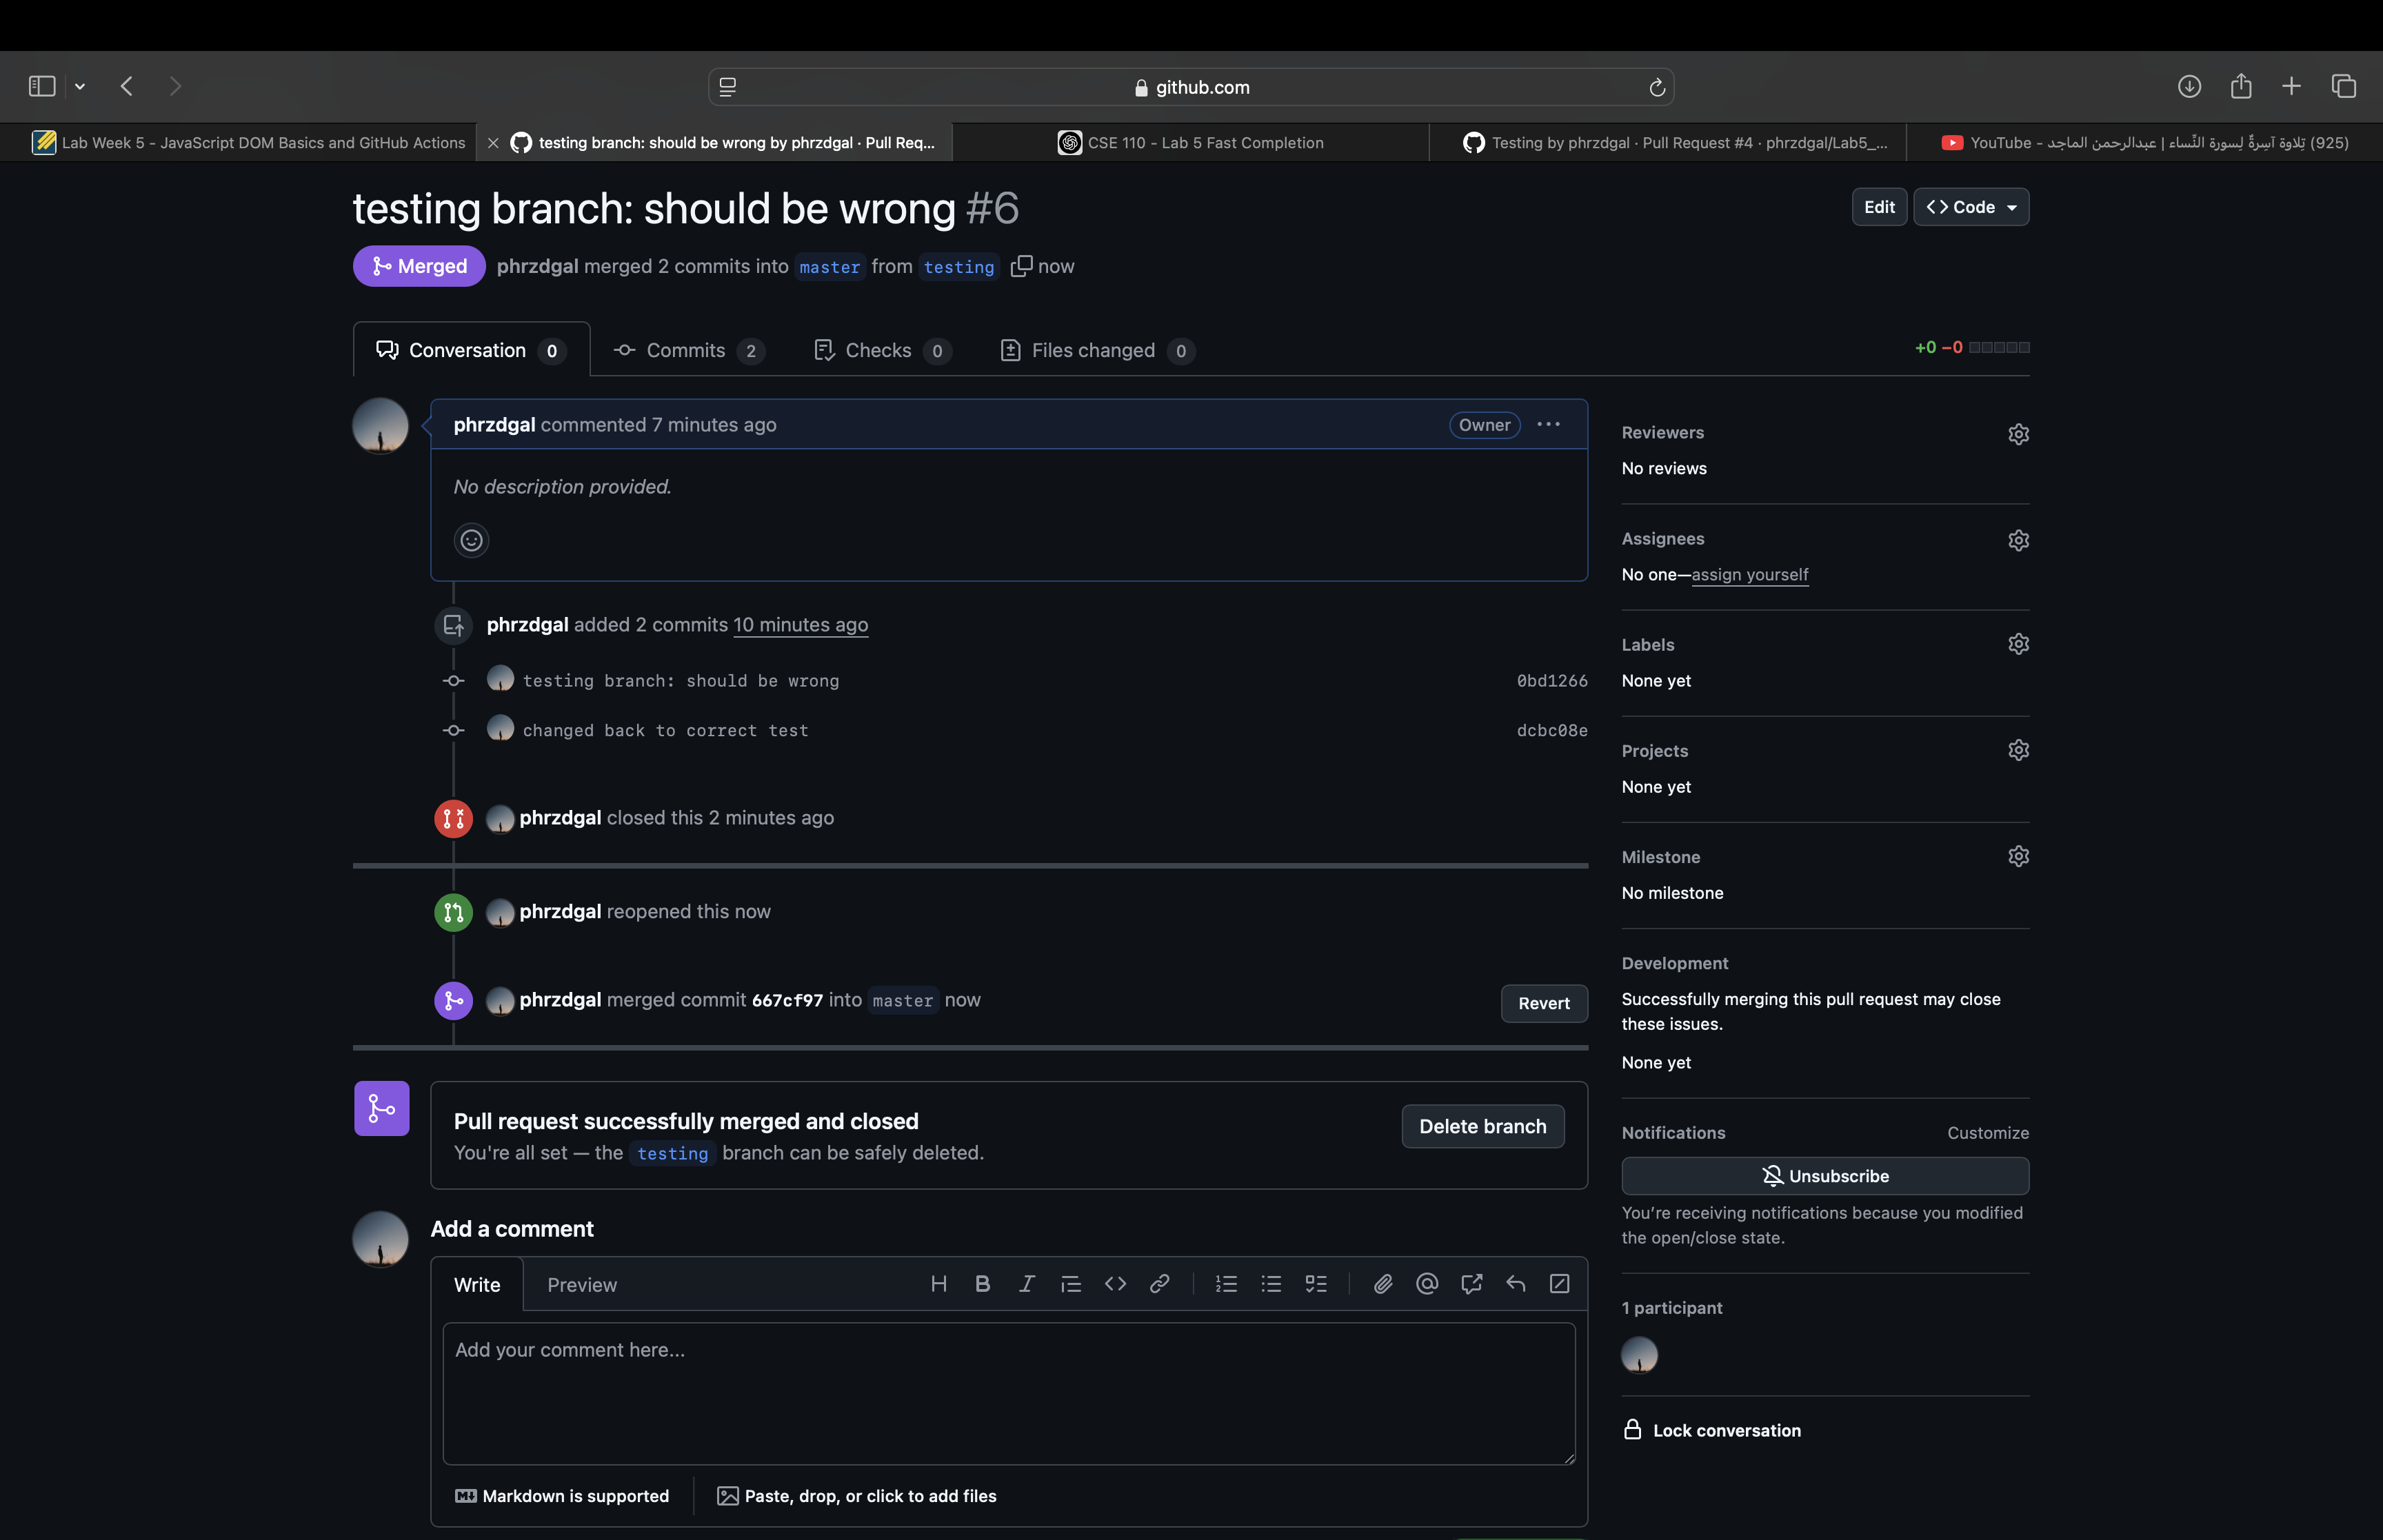 github.com
Lab Week 5 - JavaScript DOM Basics and GitHub Actions
testing branch: should be wrong by phrzdgal · Pull Req...
CSE 110 - Lab 5 Fast Completion
Testing by phrzdgal · Pull Request #4 · phrzdgal/Lab5_...
(925) تِلاوة آسِرةٌ لِسورة النِّساء | عبدالرحمن الماجد - YouTube
testing branch: should be wrong #6
Edit
Code
Merged
phrzdgal merged 2 commits into master from testing now
Conversation 0
Commits 2
Checks 0
Files changed 0
+0 −0
phrzdgal commented 7 minutes ago
Owner
No description provided.
phrzdgal added 2 commits 10 minutes ago
testing branch: should be wrong
0bd1266
changed back to correct test
dcbc08e
phrzdgal closed this 2 minutes ago
phrzdgal reopened this now
phrzdgal merged commit 667cf97 into master now
Revert
Pull request successfully merged and closed
You're all set — the testing branch can be safely deleted.
Delete branch
Add a comment
Write
Preview
Add your comment here...
Markdown is supported
Paste, drop, or click to add files
Reviewers
No reviews
Assignees
No one—assign yourself
Labels
None yet
Projects
None yet
Milestone
No milestone
Development
Successfully merging this pull request may close
these issues.
None yet
Notifications
Customize
Unsubscribe
You're receiving notifications because you modified
the open/close state.
1 participant
Lock conversation